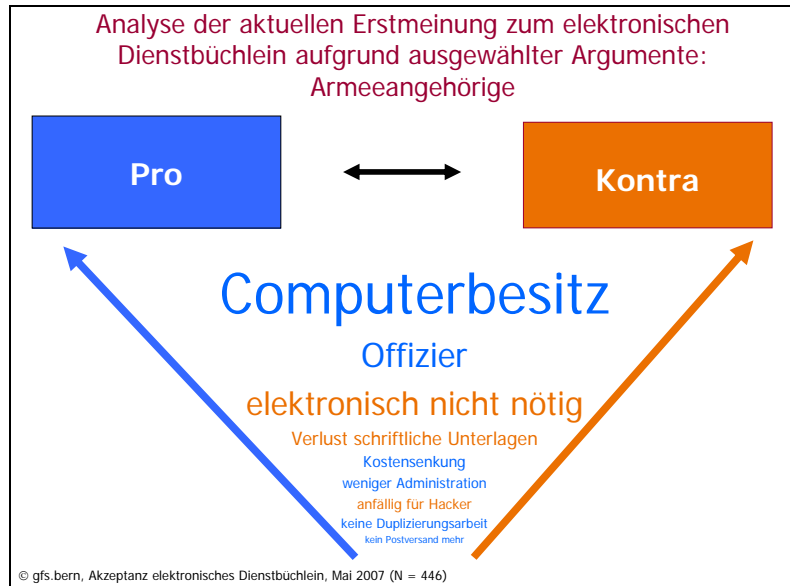 Analyse der aktuellen Erstmeinung zum elektronischen
Dienstbüchlein aufgrund ausgewählter Argumente:
Armeeangehörige
Pro
Kontra
Computerbesitz
Offizier
elektronisch nicht nötig
Verlust schriftliche Unterlagen
Kostensenkung
weniger Administration
anfällig für Hacker
keine Duplizierungsarbeit
kein Postversand mehr
© gfs.bern, Akzeptanz elektronisches Dienstbüchlein, Mai 2007 (N = 446)